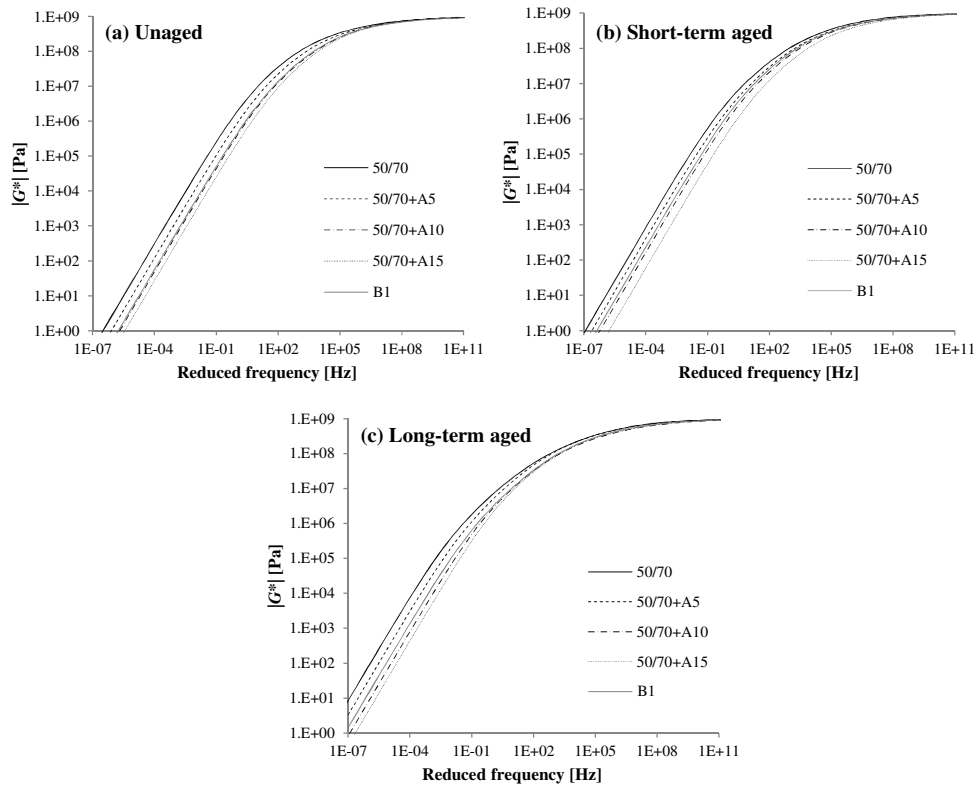 (a) Unaged
|G*| [Pa]
1.E+09
1.E+08
1.E+07
1.E+06
1.E+05
1.E+04
1.E+03
1.E+02
1.E+01
1.E+00
1E-07 1E-04 1E-01 1E+02 1E+05 1E+08 1E+11
Reduced frequency [Hz]
50/70
50/70+A5
50/70+A10
50/70+A15
B1
(b) Short-term aged
|G*| [Pa]
1.E+09
1.E+08
1.E+07
1.E+06
1.E+05
1.E+04
1.E+03
1.E+02
1.E+01
1.E+00
1E-07 1E-04 1E-01 1E+02 1E+05 1E+08 1E+11
Reduced frequency [Hz]
50/70
50/70+A5
50/70+A10
50/70+A15
B1
(c) Long-term aged
|G*| [Pa]
1.E+09
1.E+08
1.E+07
1.E+06
1.E+05
1.E+04
1.E+03
1.E+02
1.E+01
1.E+00
1E-07 1E-04 1E-01 1E+02 1E+05 1E+08 1E+11
Reduced frequency [Hz]
50/70
50/70+A5
50/70+A10
50/70+A15
B1